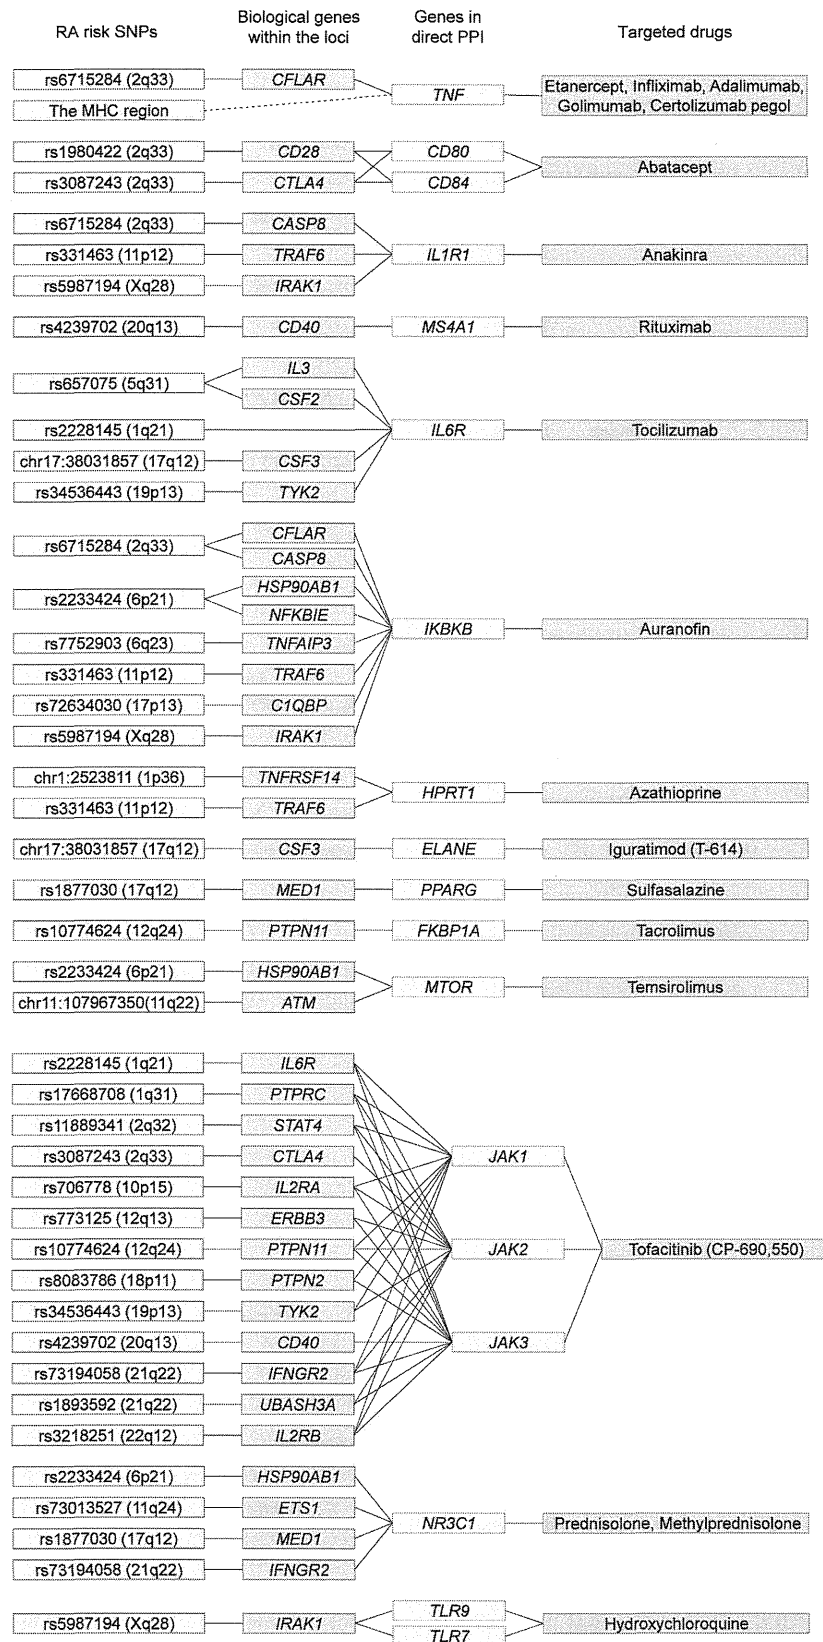 RA risk SNPs
Biological genes
within the loci
Genes in
direct PPI
Targeted drugs
rs6715284 (2q33)
CFLAR
The MHC region
TNF
Etanercept, Infliximab, Adalimumab,
Golimumab, Certolizumab pegol
rs1980422 (2q33)
CD28
CD80
rs3087243 (2q33)
CTLA4
CD84
Abatacept
rs6715284 (2q33)
CASP8
rs331463 (11p12)
TRAF6
IL1R1
Anakinra
rs5987194 (Xq28)
IRAK1
rs4239702 (20q13)
CD40
MS4A1
Rituximab
rs657075 (5q31)
IL3
CSF2
rs2228145 (1q21)
IL6R
Tocilizumab
chr17:38031857 (17q12)
CSF3
rs34536443 (19p13)
TYK2
rs6715284 (2q33)
CFLAR
CASP8
rs2233424 (6p21)
HSP90AB1
NFKBIE
IKBKB
Auranofin
rs7752903 (6q23)
TNFAIP3
rs331463 (11p12)
TRAF6
rs72634030 (17p13)
C1QBP
rs5987194 (Xq28)
IRAK1
chr1:2523811 (1p36)
TNFRSF14
HPRT1
Azathioprine
rs331463 (11p12)
TRAF6
chr17:38031857 (17q12)
CSF3
ELANE
Iguratimod (T-614)
rs1877030 (17q12)
MED1
PPARG
Sulfasalazine
rs10774624 (12q24)
PTPN11
FKBP1A
Tacrolimus
rs2233424 (6p21)
HSP90AB1
MTOR
Temsirolimus
chr11:107967350(11q22)
ATM
rs2228145 (1q21)
IL6R
rs17668708 (1q31)
PTPRC
rs11889341 (2q32)
STAT4
rs3087243 (2q33)
CTLA4
JAK1
rs706778 (10p15)
IL2RA
rs773125 (12q13)
ERBB3
rs10774624 (12q24)
PTPN11
JAK2
Tofacitinib (CP-690,550)
rs8083786 (18p11)
PTPN2
rs34536443 (19p13)
TYK2
rs4239702 (20q13)
CD40
JAK3
rs73194058 (21q22)
IFNGR2
rs1893592 (21q22)
UBASH3A
rs3218251 (22q12)
IL2RB
rs2233424 (6p21)
HSP90AB1
rs73013527 (11q24)
ETS1
NR3C1
Prednisolone, Methylprednisolone
rs1877030 (17q12)
MED1
rs73194058 (21q22)
IFNGR2
rs5987194 (Xq28)
IRAK1
TLR9
TLR7
Hydroxychloroquine